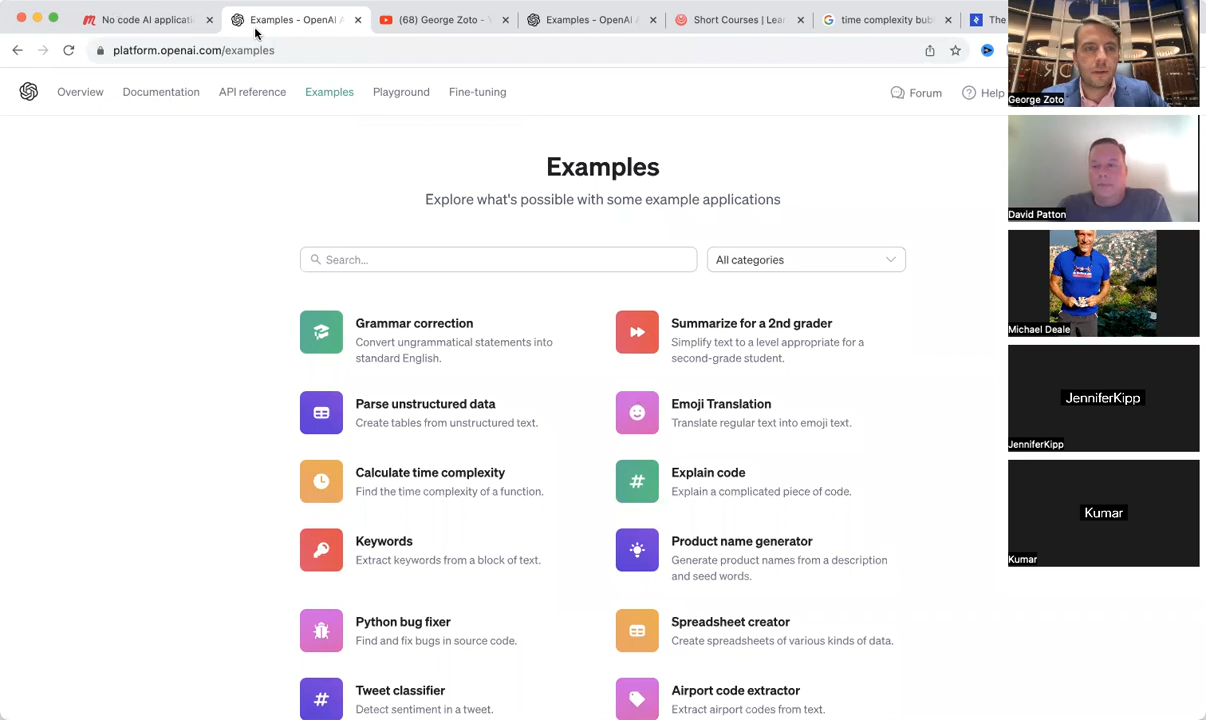 No code AI applicati
Examples - OpenAI A
(68) George Zoto - Y
Examples - OpenAI A
Short Courses | Lear
time complexity bub
The
platform.openai.com/examples
Overview
Documentation
API reference
Examples
Playground
Fine-tuning
Forum
Help
Examples
Explore what's possible with some example applications
Search...
All categories
Grammar correction
Convert ungrammatical statements into
standard English.
Summarize for a 2nd grader
Simplify text to a level appropriate for a
second-grade student.
Parse unstructured data
Create tables from unstructured text.
Emoji Translation
Translate regular text into emoji text.
Calculate time complexity
Find the time complexity of a function.
Explain code
Explain a complicated piece of code.
Keywords
Extract keywords from a block of text.
Product name generator
Generate product names from a description
and seed words.
Python bug fixer
Find and fix bugs in source code.
Spreadsheet creator
Create spreadsheets of various kinds of data.
Tweet classifier
Detect sentiment in a tweet.
Airport code extractor
Extract airport codes from text.
George Zoto
David Patton
Michael Deale
JenniferKipp
JenniferKipp
Kumar
Kumar